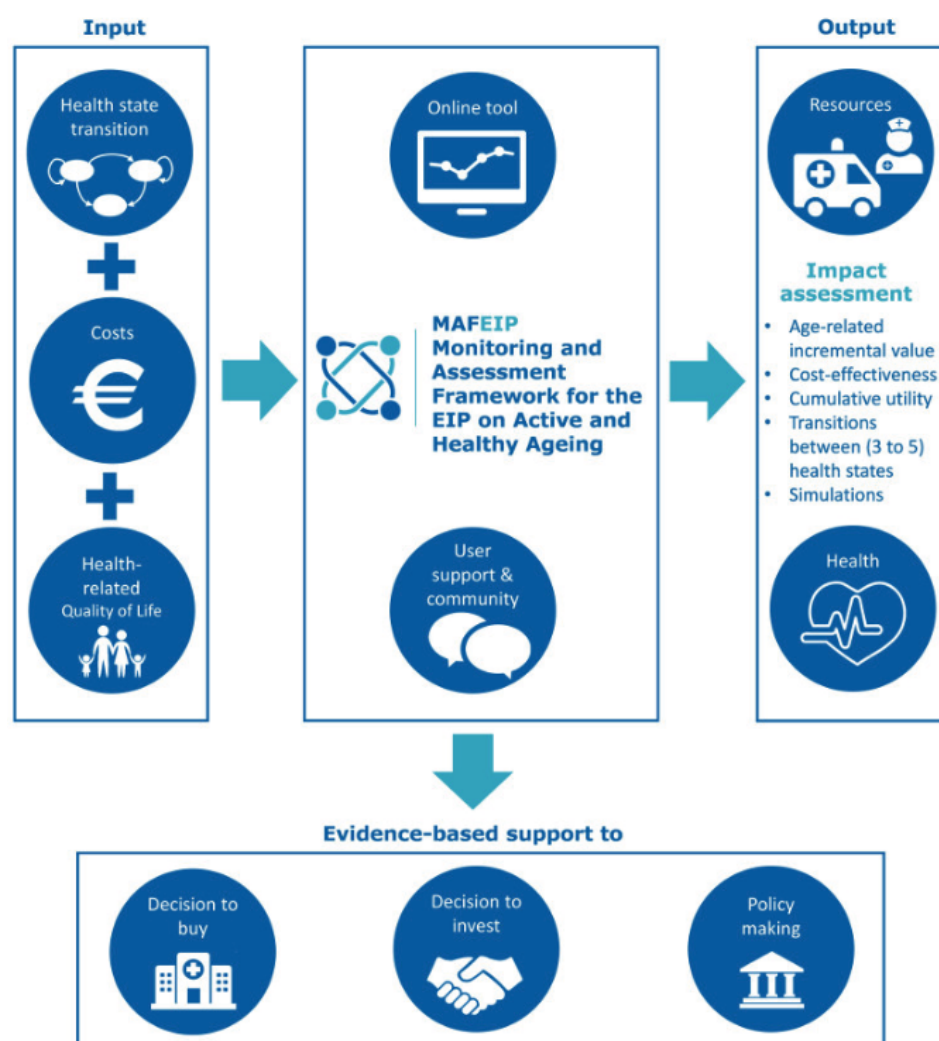 Input
Health state
transition
Costs
€
Health-
related
Quality of Life
Online tool
MAFEIP
Monitoring and
Assessment
Framework for the
EIP on Active and
Healthy Ageing
User
support &
community
Output
Resources
Impact
assessment
• Age-related
incremental value
• Cost-effectiveness
• Cumulative utility
• Transitions
between (3 to 5)
health states
• Simulations
Health
Evidence-based support to
Decision to
buy
Decision to
invest
Policy
making